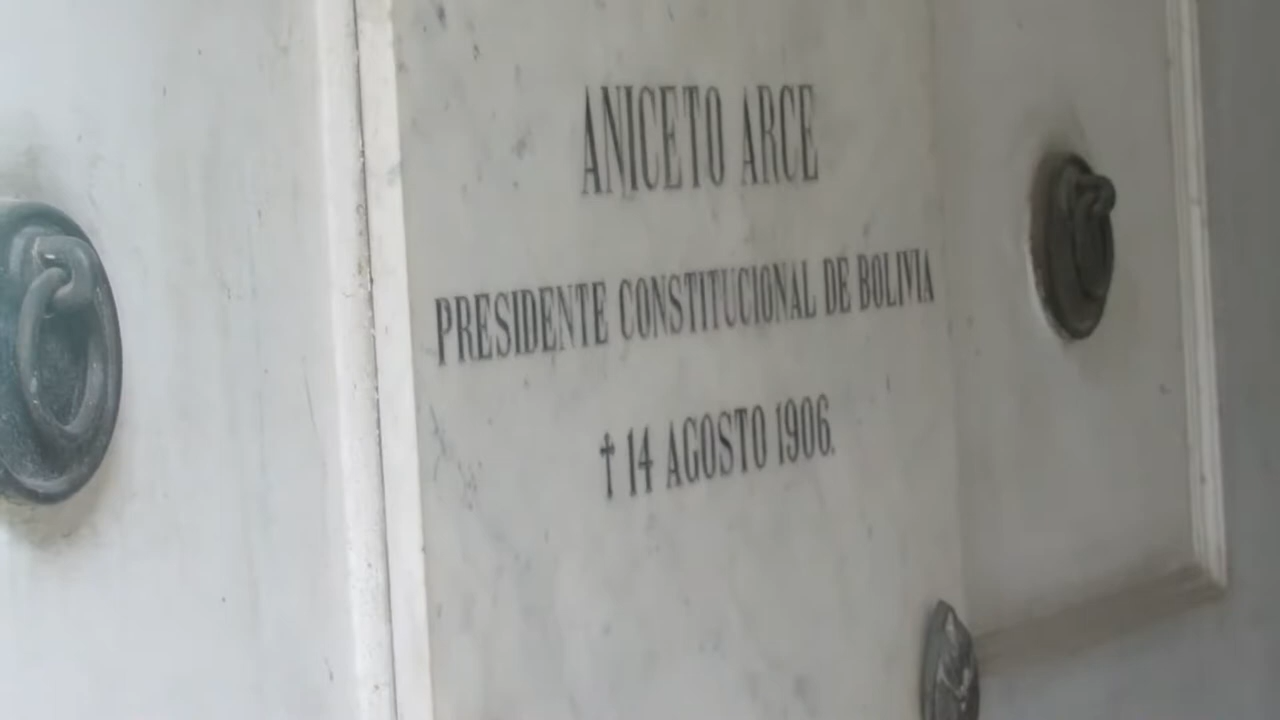 ANICETO ARCE
PRESIDENTE CONSTITUCIONAL DE BOLIVIA
† 14 AGOSTO 1906.